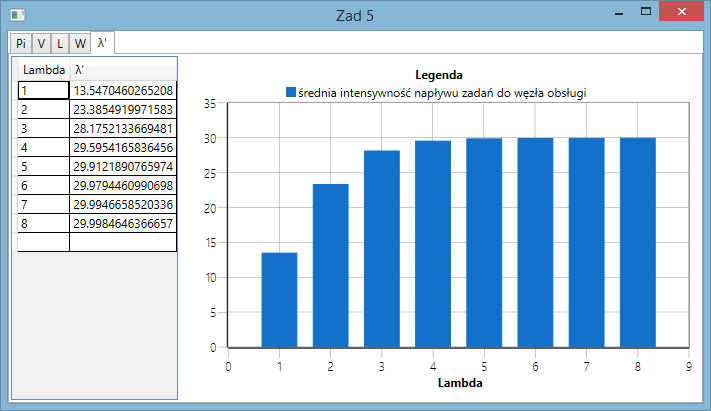 Zad 5
Pi V L W λ'
Lambda λ'
1 13.5470460265208
2 23.3854919971583
3 28.1752133669481
4 29.5954165836456
5 29.9121890765974
6 29.9794460990698
7 29.9946658520336
8 29.9984646366657
Legenda
średnia intensywność napływu zadań do węzła obsługi
35
30
25
20
15
10
5
0
0 1 2 3 4 5 6 7 8 9
Lambda